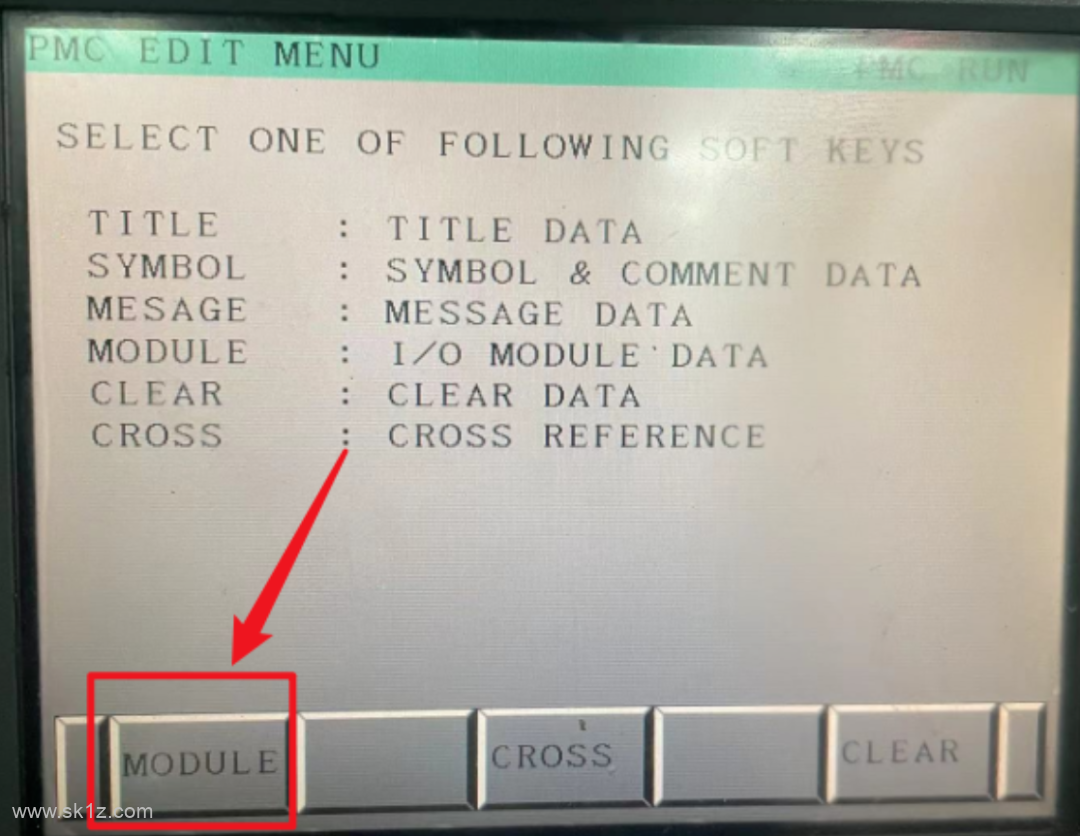 PMC EDIT MENU PMC RUN
SELECT ONE OF FOLLOWING SOFT KEYS
TITLE : TITLE DATA
SYMBOL : SYMBOL & COMMENT DATA
MESAGE : MESSAGE DATA
MODULE : I/O MODULE DATA
CLEAR : CLEAR DATA
CROSS : CROSS REFERENCE
MODULE CROSS CLEAR
www.sk1z.com